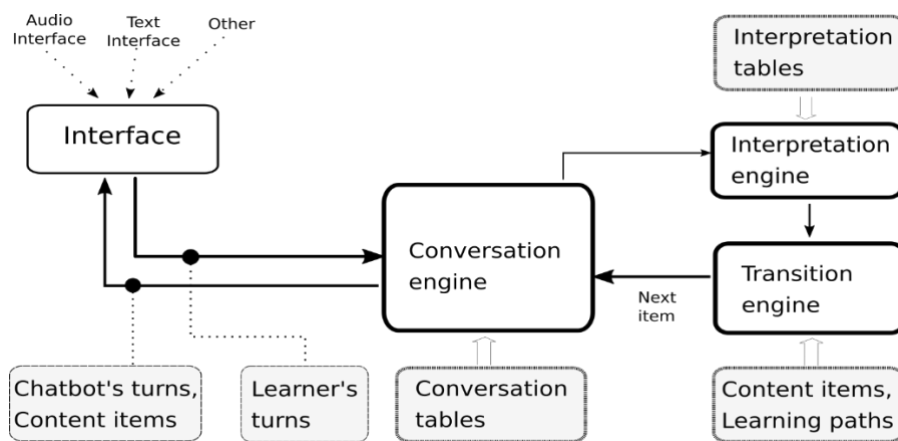 Audio
Interface
Text
Interface
Other
Interpretation
tables
Interface
Interpretation
engine
Conversation
engine
Transition
engine
Next
item
Chatbot's turns,
Content items
Learner's
turns
Conversation
tables
Content items,
Learning paths